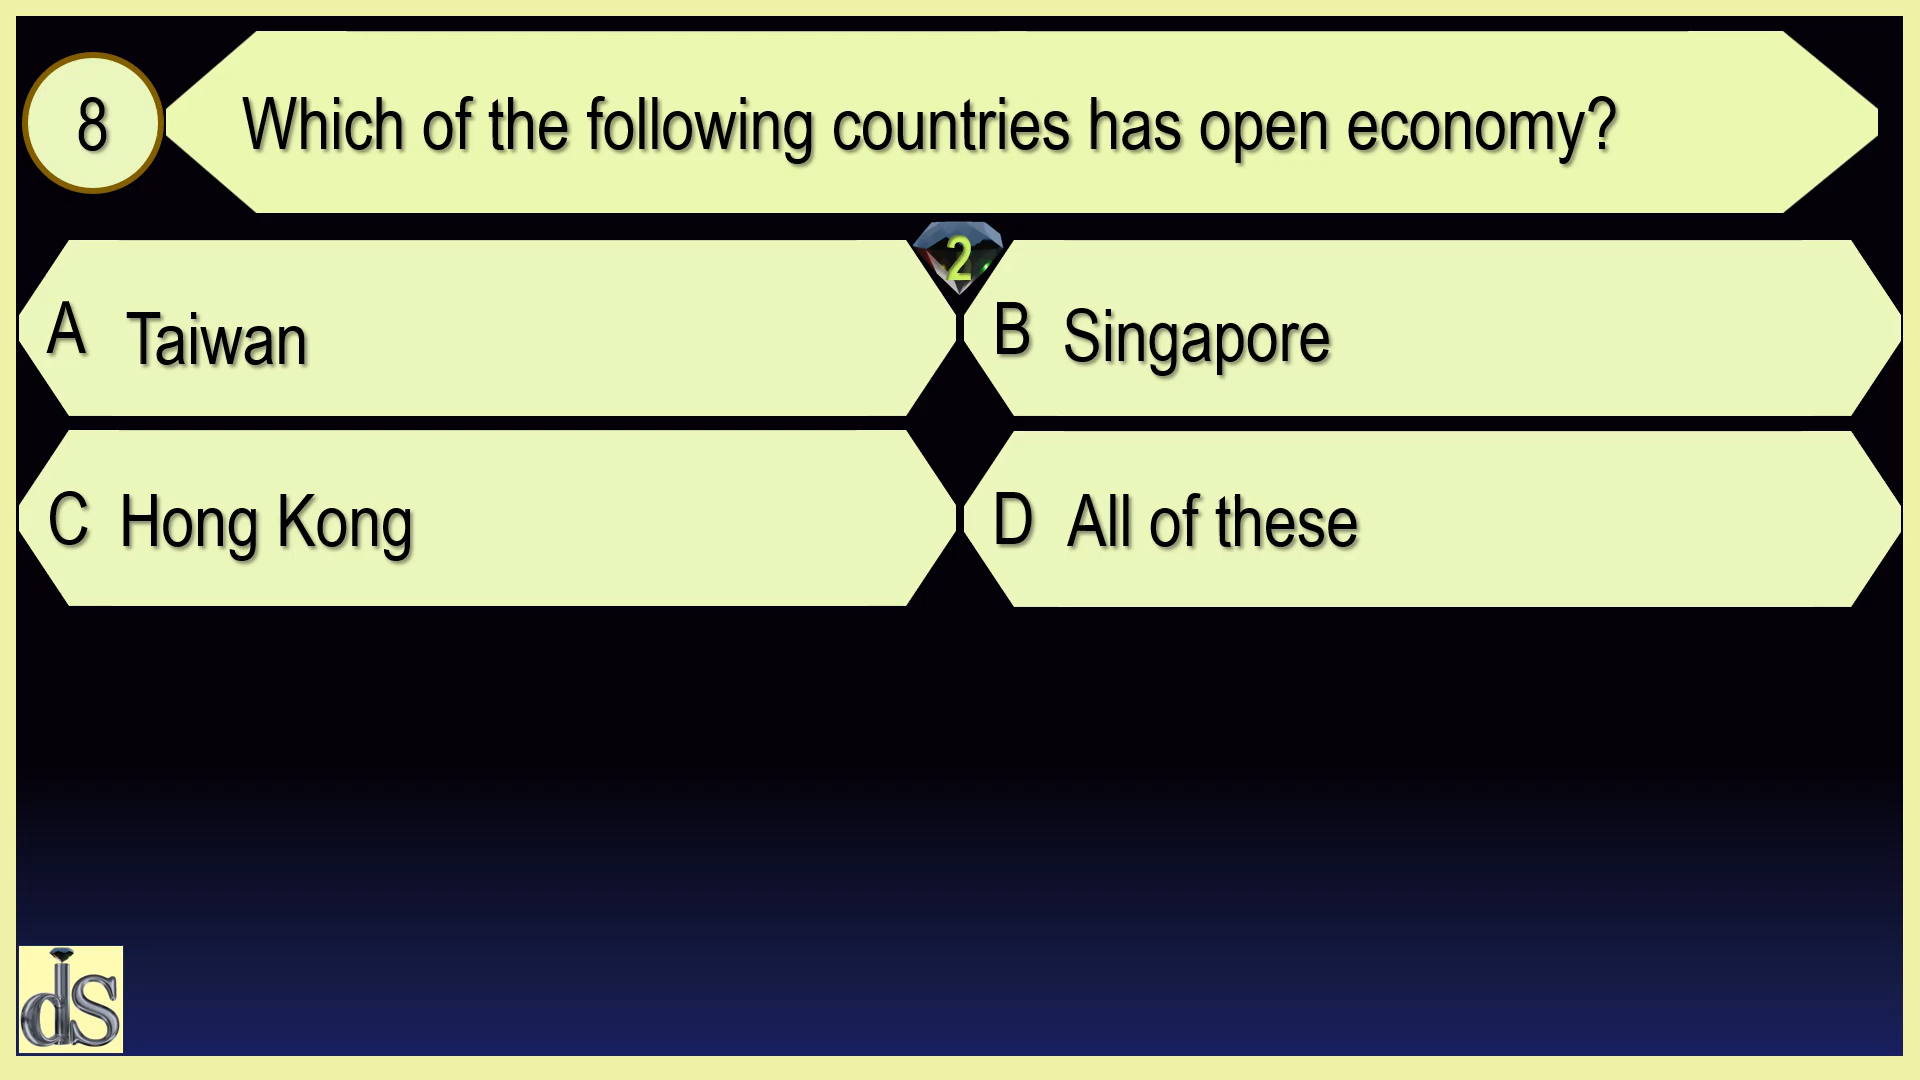 8
Which of the following countries has open economy?
2
A Taiwan
B Singapore
C Hong Kong
D All of these
ds